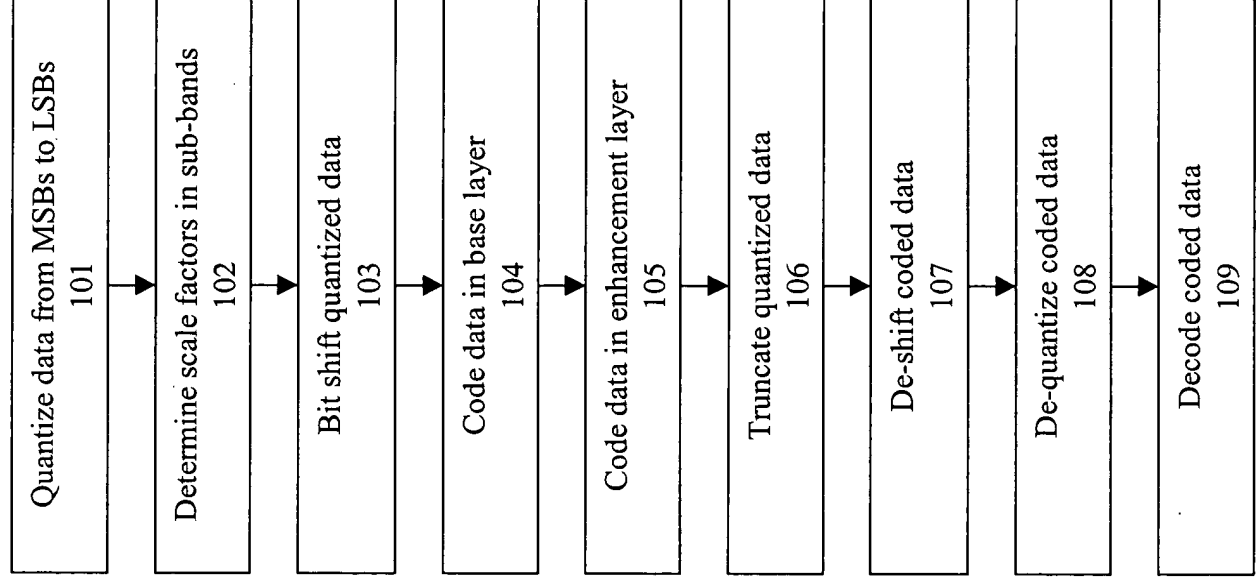 Quantize data from MSBs to LSBs
101
Determine scale factors in sub-bands
102
Bit shift quantized data
103
Code data in base layer
104
Code data in enhancement layer
105
Truncate quantized data
106
De-shift coded data
107
De-quantize coded data
108
Decode coded data
109